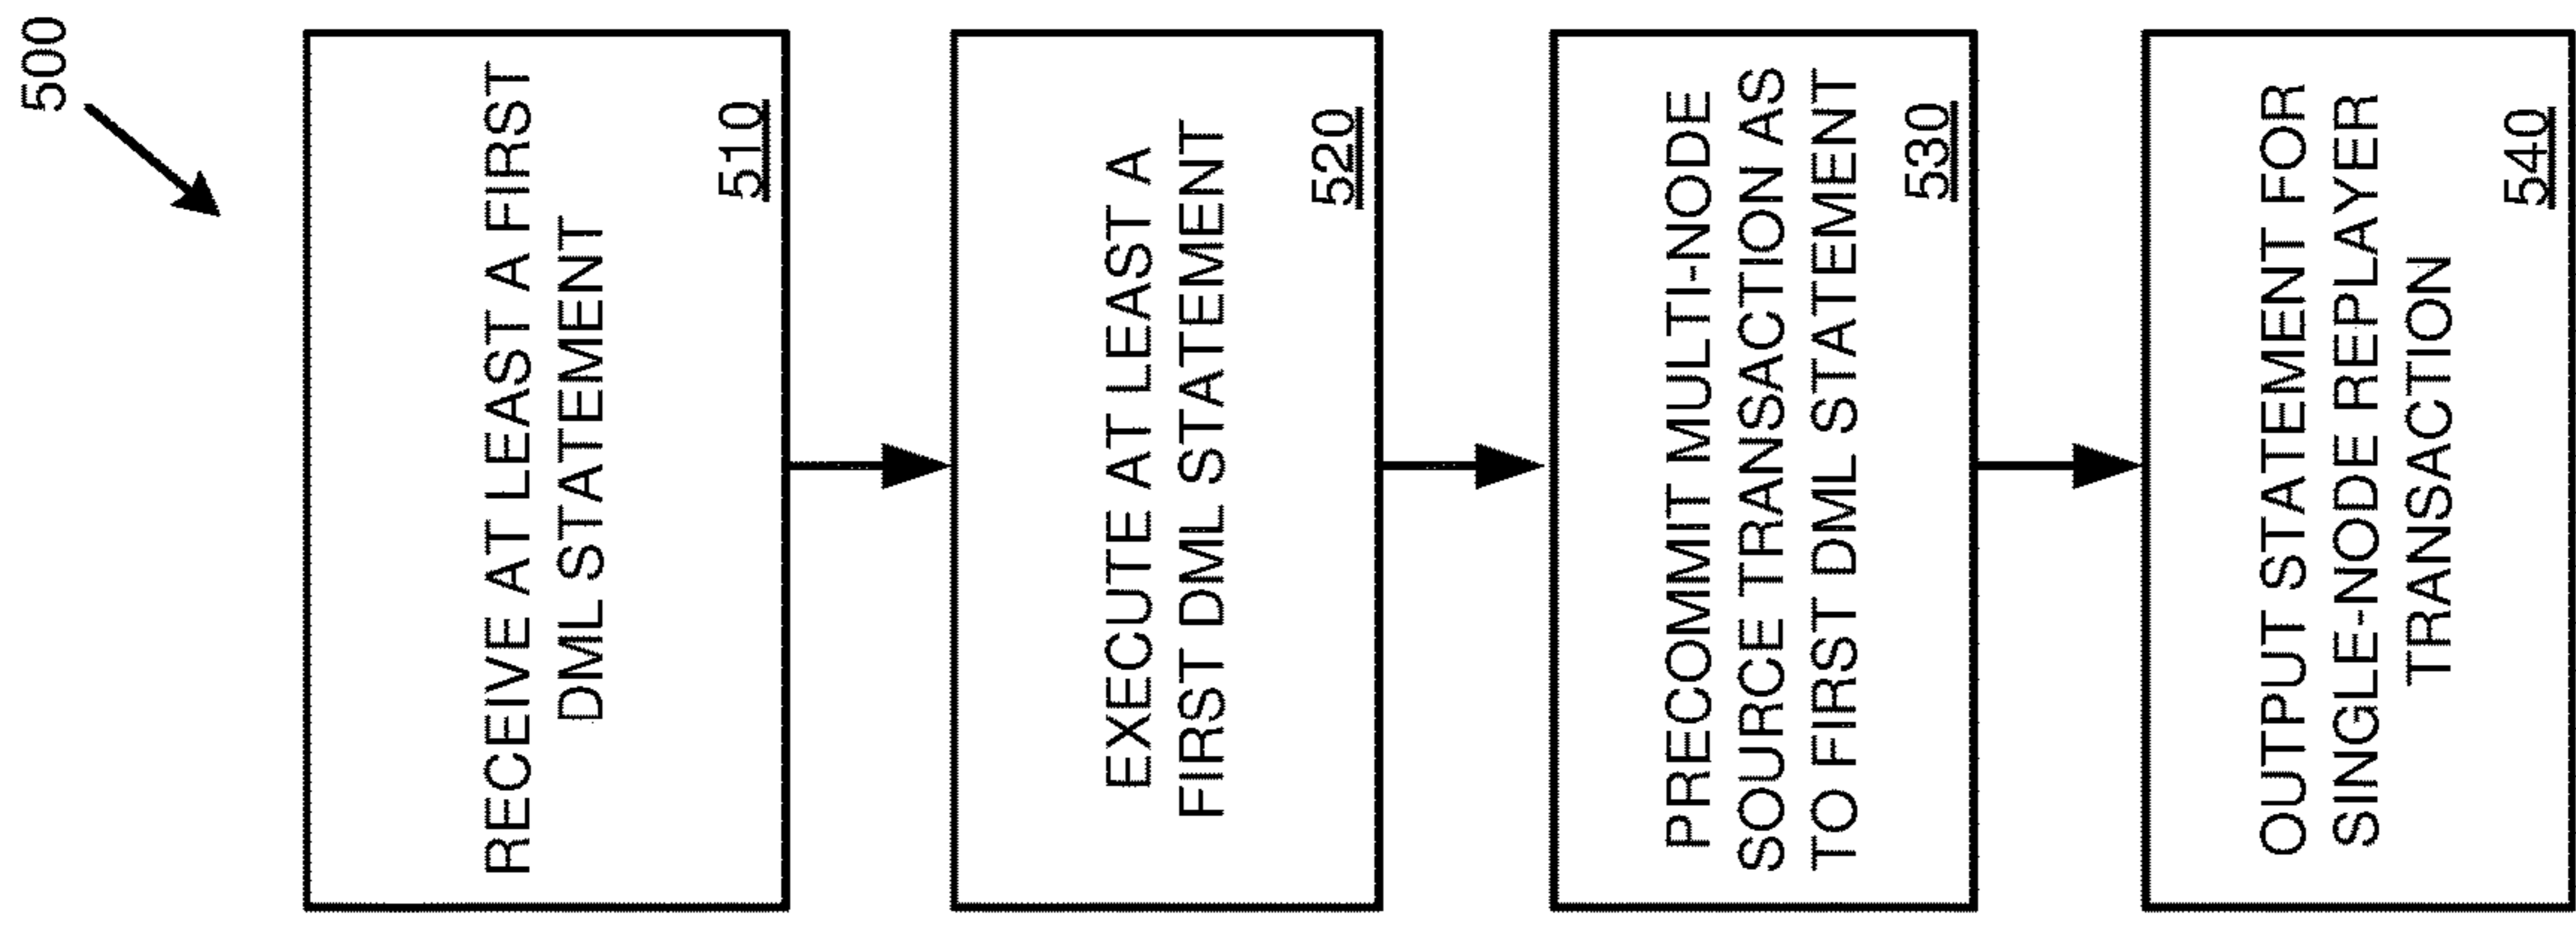 500
RECEIVE AT LEAST A FIRST
DML STATEMENT
510
EXECUTE AT LEAST A
FIRST DML STATEMENT
520
PRECOMMIT MULTI-NODE
SOURCE TRANSACTION AS
TO FIRST DML STATEMENT
530
OUTPUT STATEMENT FOR
SINGLE-NODE REPLAYER
TRANSACTION
540